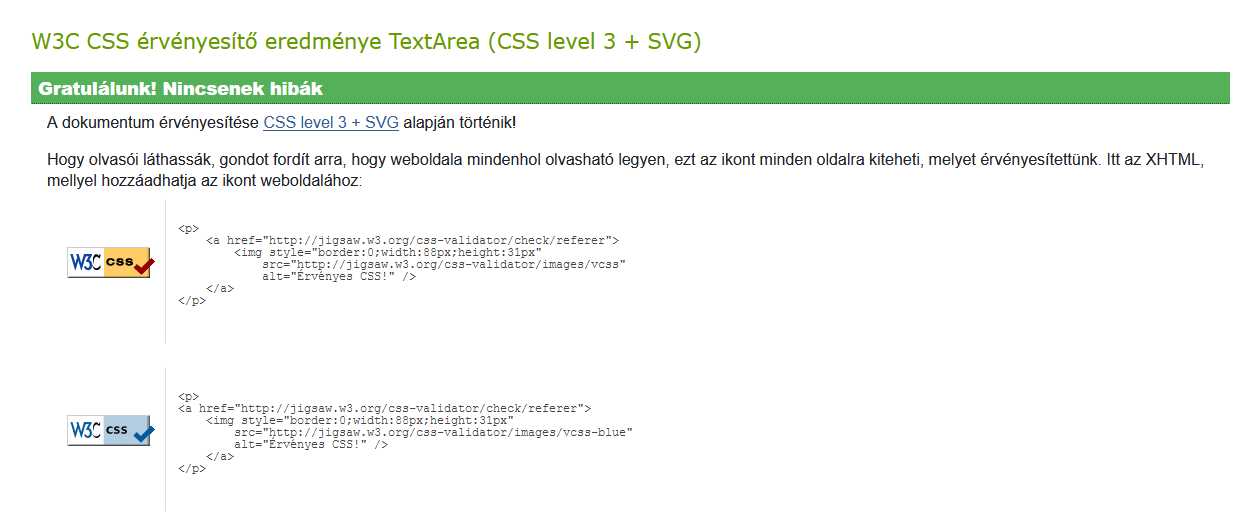 W3C CSS érvényesítő eredménye TextArea (CSS level 3 + SVG)
Gratulálunk! Nincsenek hibák
A dokumentum érvényesítése CSS level 3 + SVG alapján történik!
Hogy olvasói láthassák, gondot fordít arra, hogy weboldala mindenhol olvasható legyen, ezt az ikont minden oldalra kiteheti, melyet érvényesítettünk. Itt az XHTML,
mellyel hozzáadhatja az ikont weboldalához:
W3C css
<p>
    <a href="http://jigsaw.w3.org/css-validator/check/referer">
        <img style="border:0;width:88px;height:31px"
            src="http://jigsaw.w3.org/css-validator/images/vcss"
            alt="Érvényes CSS!" />
    </a>
</p>
W3C css
<p>
<a href="http://jigsaw.w3.org/css-validator/check/referer">
    <img style="border:0;width:88px;height:31px"
        src="http://jigsaw.w3.org/css-validator/images/vcss-blue"
        alt="Érvényes CSS!" />
    </a>
</p>